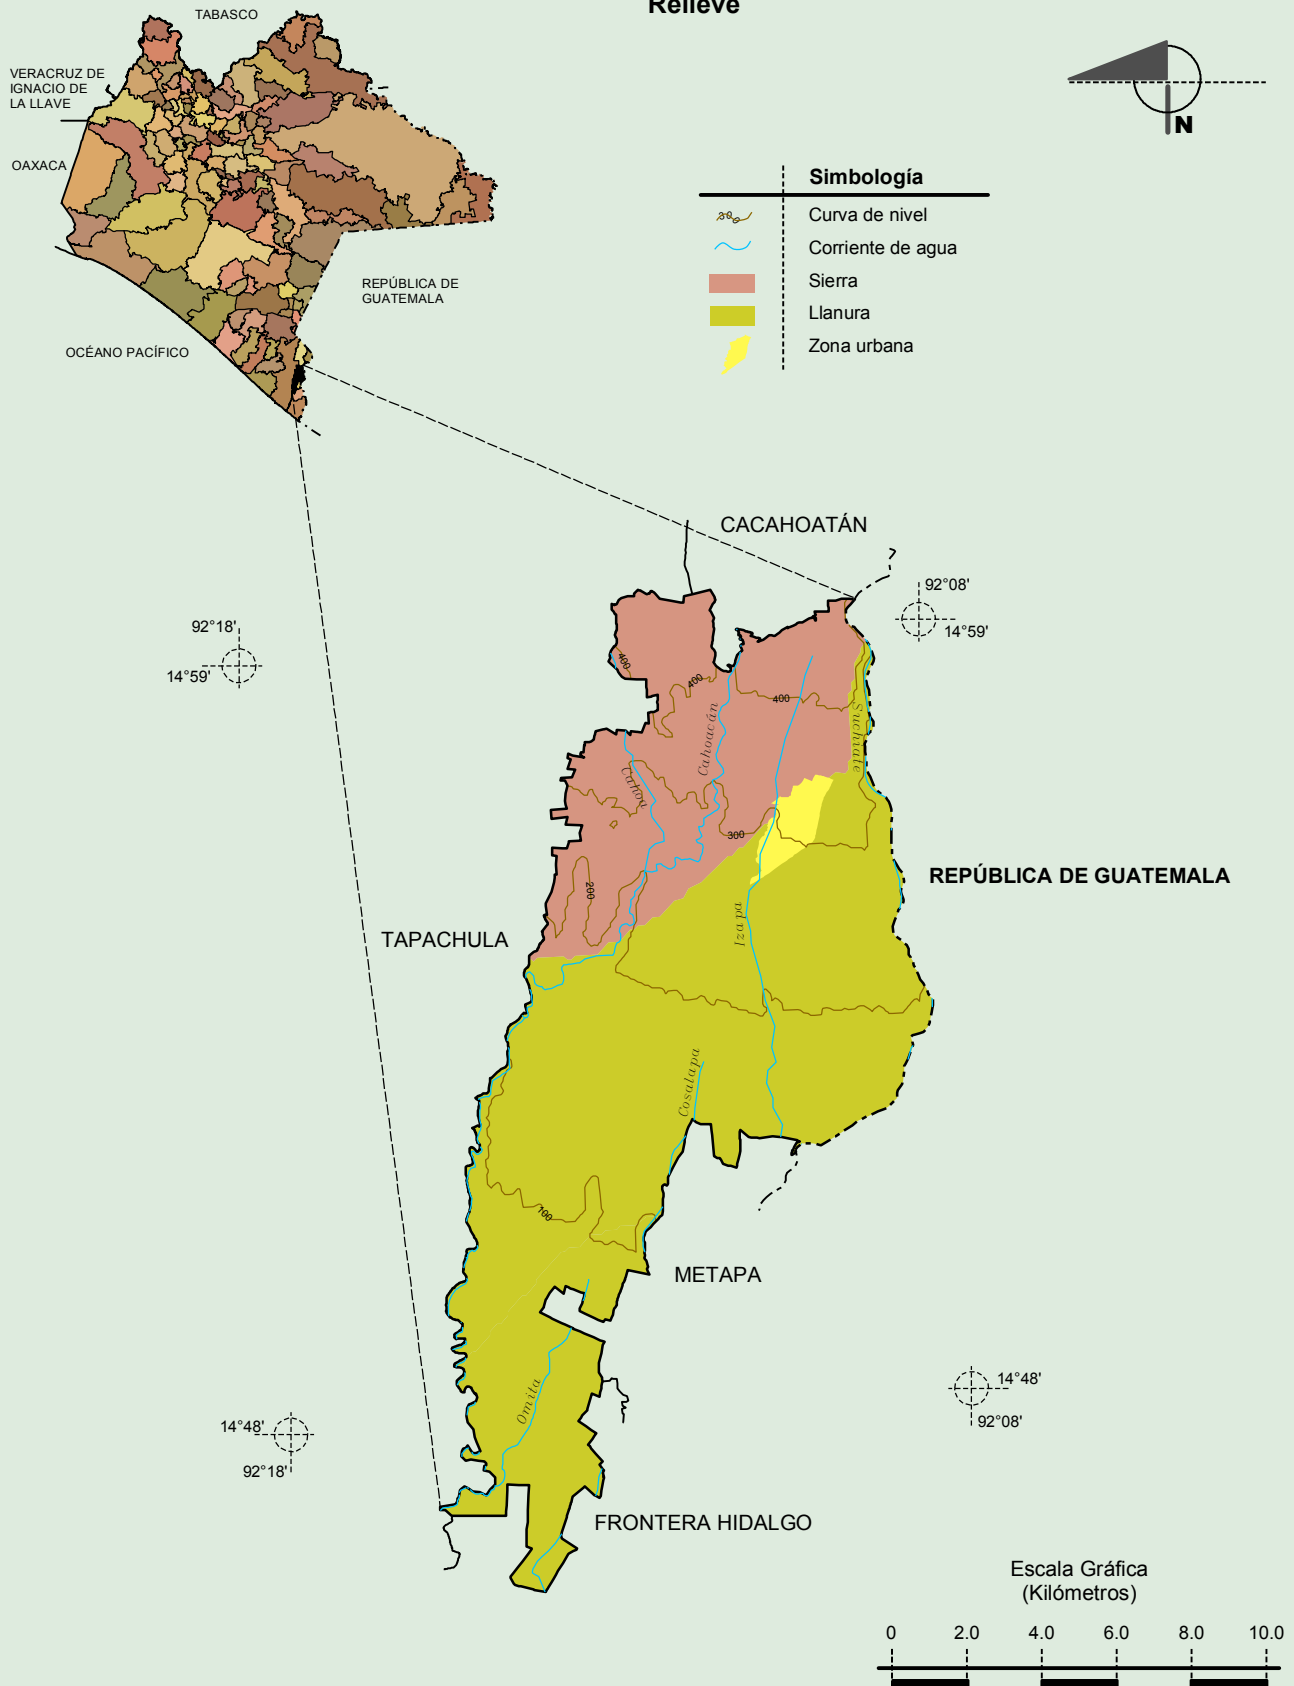 Relieve
TABASCO
VERACRUZ DE
IGNACIO DE
LA LLAVE
OAXACA
REPÚBLICA DE
GUATEMALA
OCÉANO PACÍFICO
N
Simbología
Curva de nivel
Corriente de agua
Sierra
Llanura
Zona urbana
CACAHOATÁN
92°08'
14°59'
92°18'
14°59'
400
400
400
Cahoacán
Suchiate
Cahoa
300
200
REPÚBLICA DE GUATEMALA
TAPACHULA
Izapa
Cosalapa
100
METAPA
Omita
14°48'
92°08'
14°48'
92°18'
FRONTERA HIDALGO
Escala Gráfica
(Kilómetros)
0 2.0 4.0 6.0 8.0 10.0